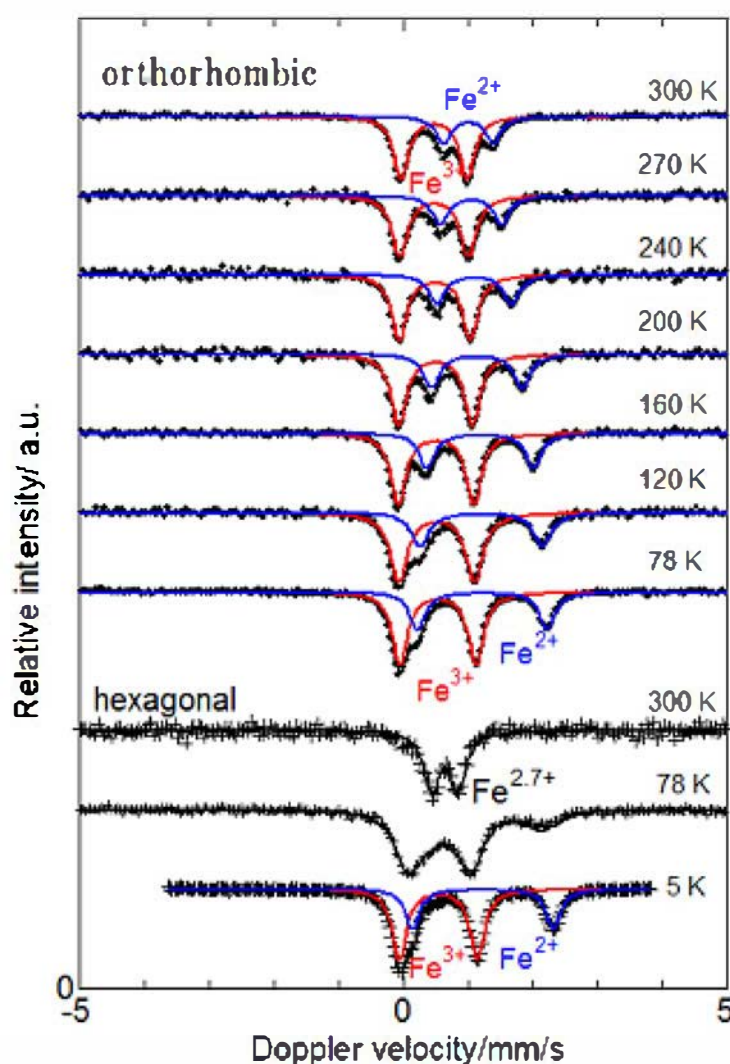 orthorhombic
Fe²⁺
300 K
Fe³⁺
270 K
240 K
200 K
160 K
120 K
78 K
Fe²⁺
Fe³⁺
hexagonal
300 K
Fe²·⁷⁺
78 K
5 K
Fe³⁺
Fe²⁺
Relative intensity/ a.u.
0
-5
0
5
Doppler velocity/mm/s